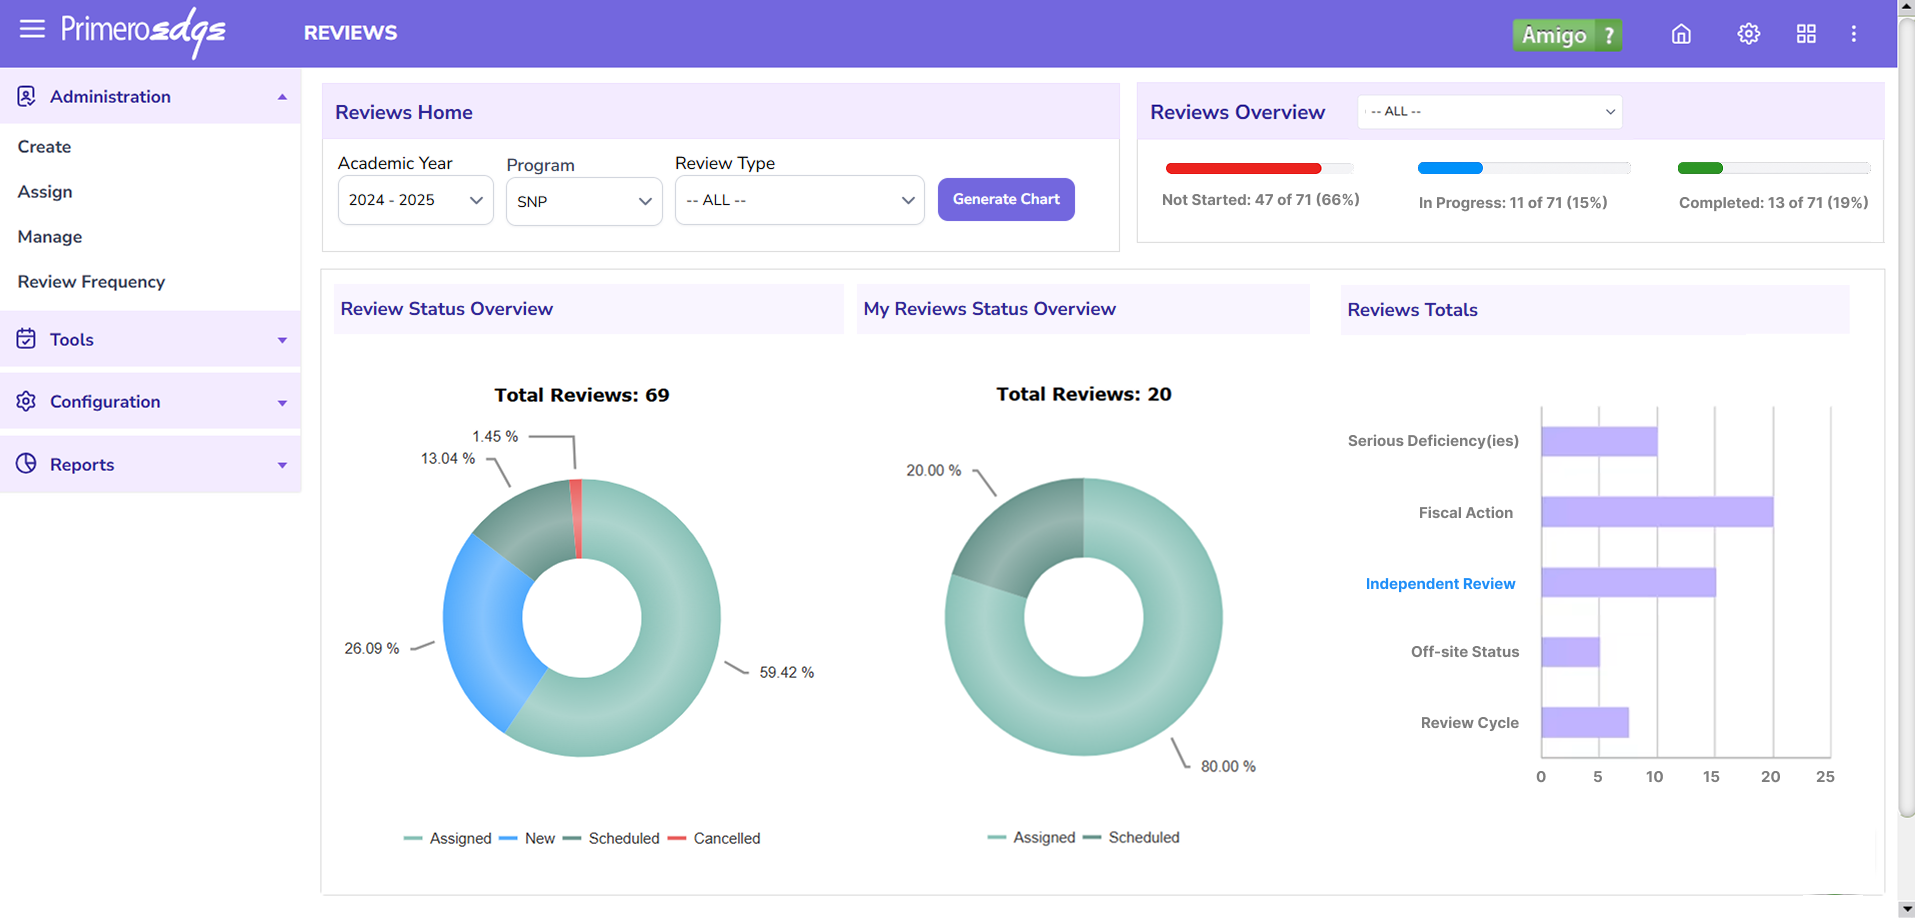 Primeroedge
REVIEWS
Amigo ?
Administration
Create
Assign
Manage
Review Frequency
Tools
Configuration
Reports
Reviews Home
Academic Year
Program
Review Type
2024 - 2025
SNP
-- ALL --
Generate Chart
Reviews Overview
-- ALL --
Not Started: 47 of 71 (66%)
In Progress: 11 of 71 (15%)
Completed: 13 of 71 (19%)
Review Status Overview
Total Reviews: 69
1.45 %
13.04 %
26.09 %
59.42 %
Assigned New Scheduled Cancelled
My Reviews Status Overview
Total Reviews: 20
20.00 %
80.00 %
Assigned Scheduled
Reviews Totals
Serious Deficiency(ies)
Fiscal Action
Independent Review
Off-site Status
Review Cycle
0 5 10 15 20 25